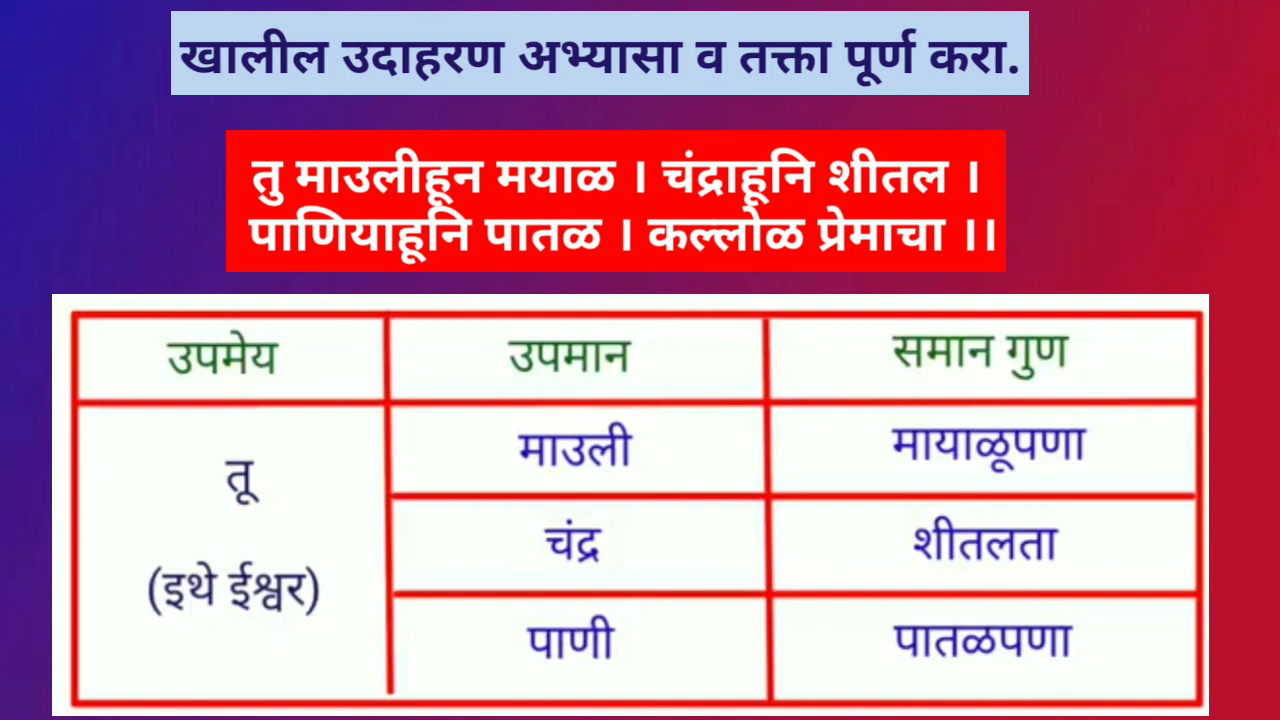 खालील उदाहरण अभ्यासा व तक्ता पूर्ण करा.
तु माउलीहून मयाळ । चंद्राहूनि शीतल ।
पाणियाहूनि पातळ । कल्लोळ प्रेमाचा ।।
उपमेय उपमान समान गुण
माउली मायाळूपणा
तू
चंद्र शीतलता
(इथे ईश्वर)
पाणी पातळपणा